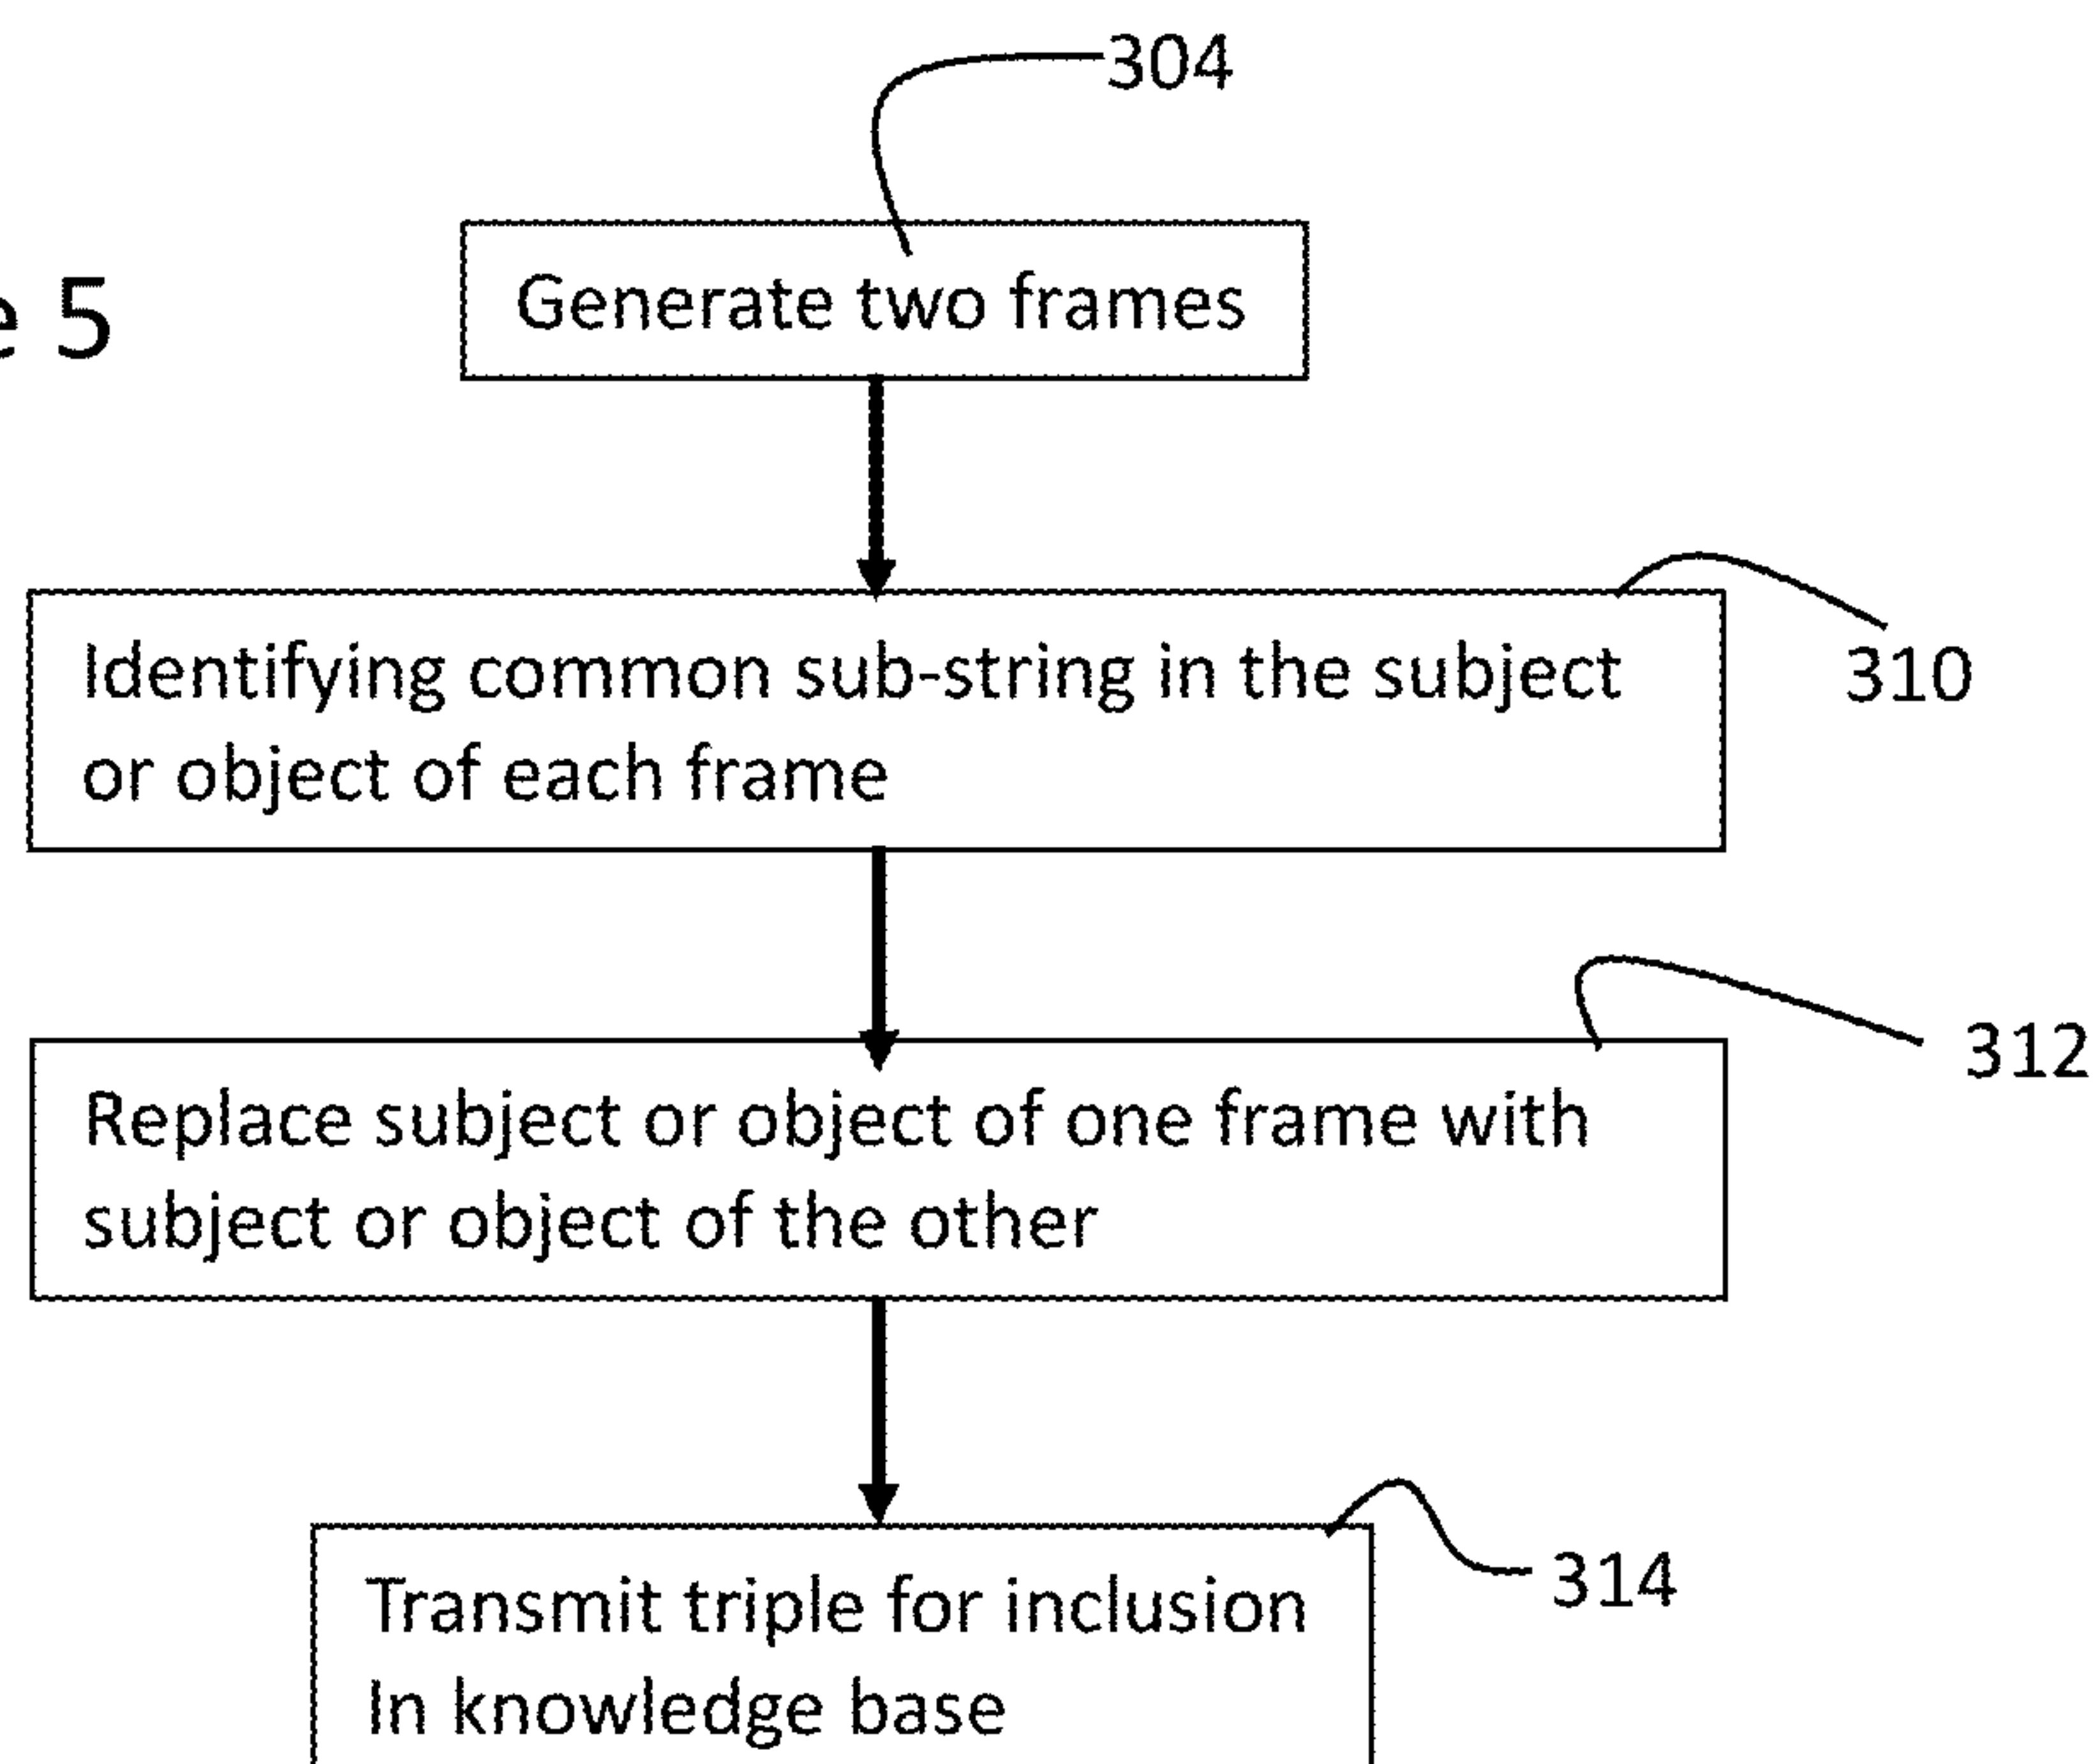 304
e 5
Generate two frames
Identifying common sub-string in the subject
or object of each frame
310
Replace subject or object of one frame with
subject or object of the other
312
Transmit triple for inclusion
In knowledge base
314